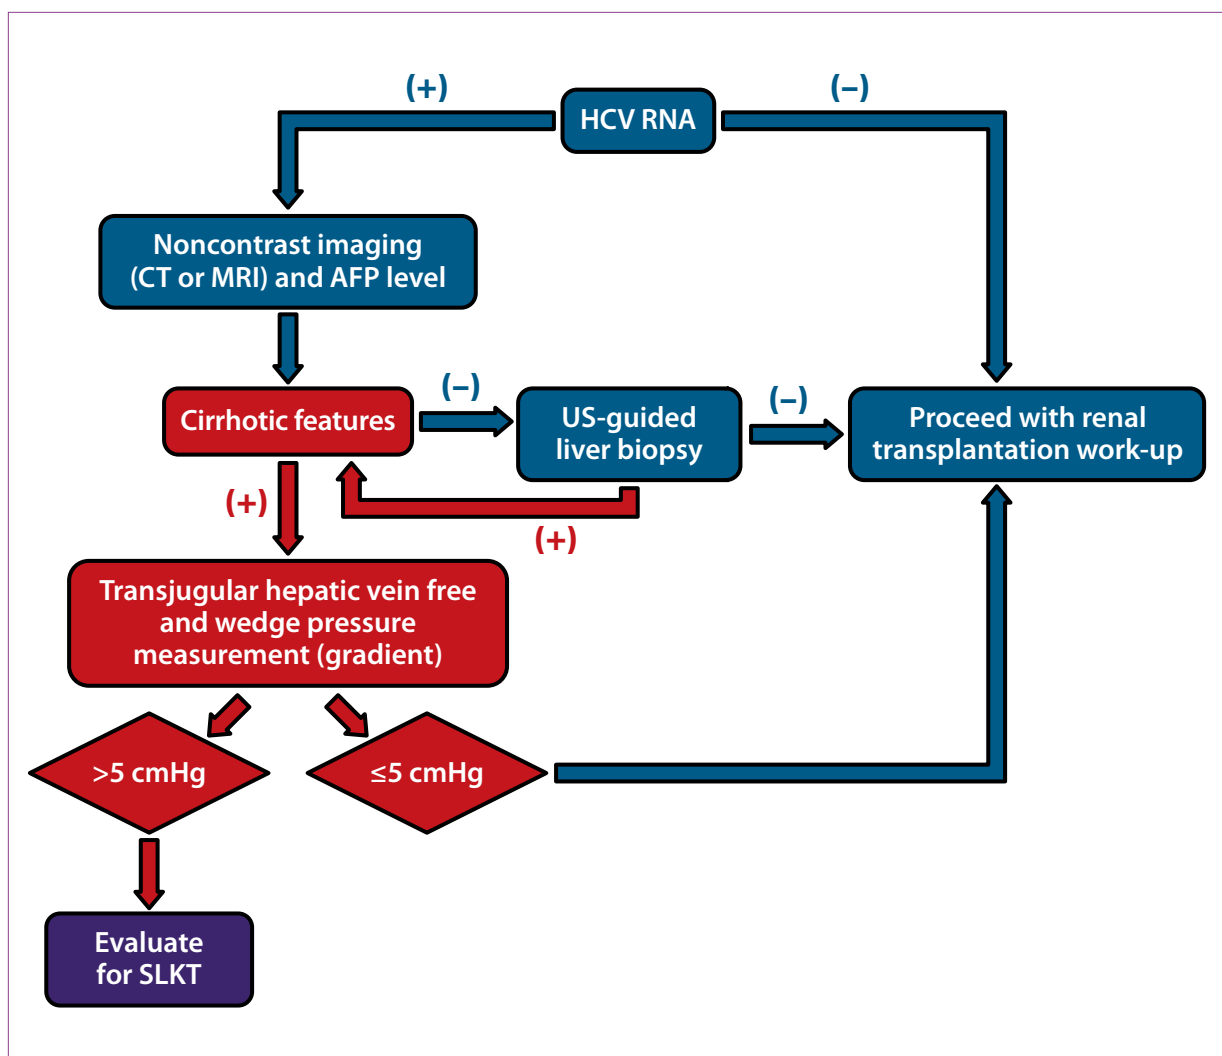 (+)
HCV RNA
(–)
Noncontrast imaging
(CT or MRI) and AFP level
Cirrhotic features
(–)
US-guided
liver biopsy
(–)
Proceed with renal
transplantation work-up
(+)
(+)
Transjugular hepatic vein free
and wedge pressure
measurement (gradient)
>5 cmHg
≤5 cmHg
Evaluate
for SLKT